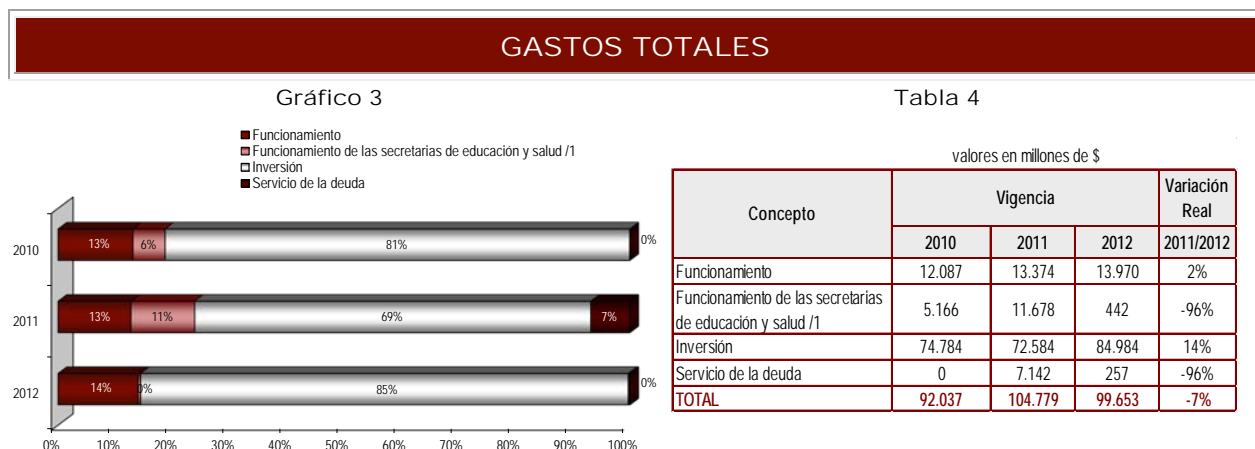 GASTOS TOTALES
Gráfico 3
Funcionamiento
Funcionamiento de las secretarias de educación y salud /1
Inversión
Servicio de la deuda
2010
13%
6%
81%
0%
2011
13%
11%
69%
7%
2012
14%
0%
85%
0%
0% 10% 20% 30% 40% 50% 60% 70% 80% 90% 100%
Tabla 4
valores en millones de $
Concepto Vigencia Variación Real
2010 2011 2012 2011/2012
Funcionamiento 12.087 13.374 13.970 2%
Funcionamiento de las secretarias
de educación y salud /1 5.166 11.678 442 -96%
Inversión 74.784 72.584 84.984 14%
Servicio de la deuda 0 7.142 257 -96%
TOTAL 92.037 104.779 99.653 -7%